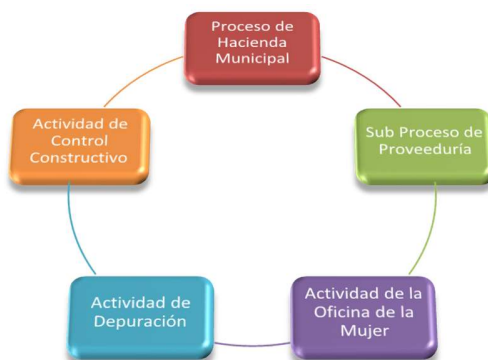 Proceso de
Hacienda
Municipal
Actividad de
Control
Constructivo
Sub Proceso de
Proveeduría
Actividad de
Depuración
Actividad de la
Oficina de la
Mujer